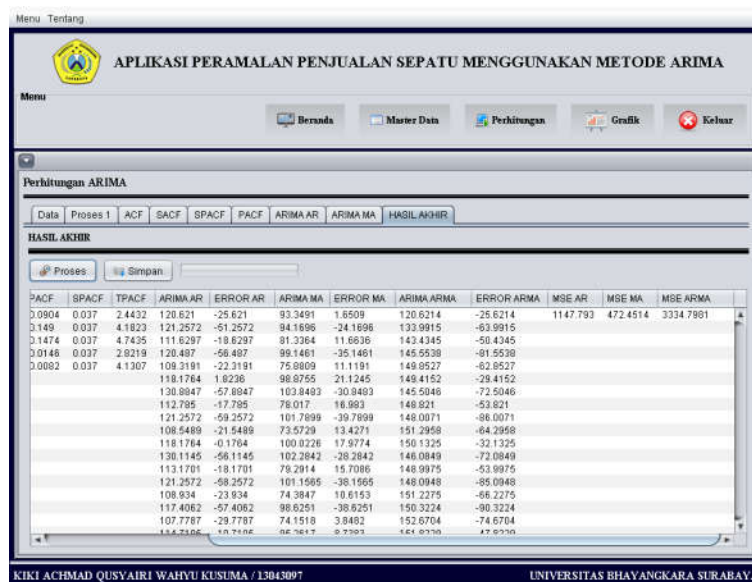 Menu Tentang
APLIKASI PERAMALAN PENJUALAN SEPATU MENGGUNAKAN METODE ARIMA
Menu
Beranda Master Data Perhitungan Grafik Keluar
Perhitungan ARIMA
Data Proses 1 ACF SACF SPACF PACF ARIMA AR ARIMA MA HASIL AKHIR
HASIL AKHIR
Proses Simpan
PACF SPACF TPACF ARIMA AR ERROR AR ARIMA MA ERROR MA ARIMA ARMA ERROR ARMA MSE AR MSE MA MSE ARMA
0.0904 0.037 2.4432 120.621 -25.621 93.3491 1.6509 120.6214 -25.6214 1147.793 472.4514 3334.7981
0.149 0.037 4.1823 121.2572 -51.2572 94.1696 -24.1696 133.9915 -63.9915
0.1474 0.037 4.7435 111.6297 -18.6297 81.3364 11.6636 143.4345 -50.4345
0.0146 0.037 2.8219 120.487 -56.487 99.1461 -35.1461 145.5538 -81.5538
0.0082 0.037 4.1307 109.3191 -22.3191 75.8809 11.1191 149.8527 -62.8527
118.1764 1.8236 98.8755 21.1245 149.4152 -29.4152
130.8847 -57.8847 103.8483 -30.8483 145.5046 -72.5046
112.785 -17.785 78.017 16.983 148.821 -53.821
121.2572 -59.2572 101.7899 -39.7899 148.0071 -86.0071
108.5489 -21.5489 73.5729 13.4271 151.2958 -64.2958
118.1764 -0.1764 100.0226 17.9774 150.1325 -32.1325
130.1145 -56.1145 102.2842 -28.2842 146.0849 -72.0849
113.1701 -18.1701 79.2914 15.7086 148.9975 -53.9975
121.2572 -58.2572 101.1565 -38.1565 148.0948 -85.0948
108.934 -23.934 74.3847 10.6153 151.2275 -66.2275
117.4062 -57.4062 98.6251 -38.6251 150.3224 -90.3224
107.7787 -29.7787 74.1518 3.8482 152.6704 -74.6704
KIKI ACHMAD QUSYAIRI WAHYU KUSUMA / 13043097 UNIVERSITAS BHAYANGKARA SURABAY